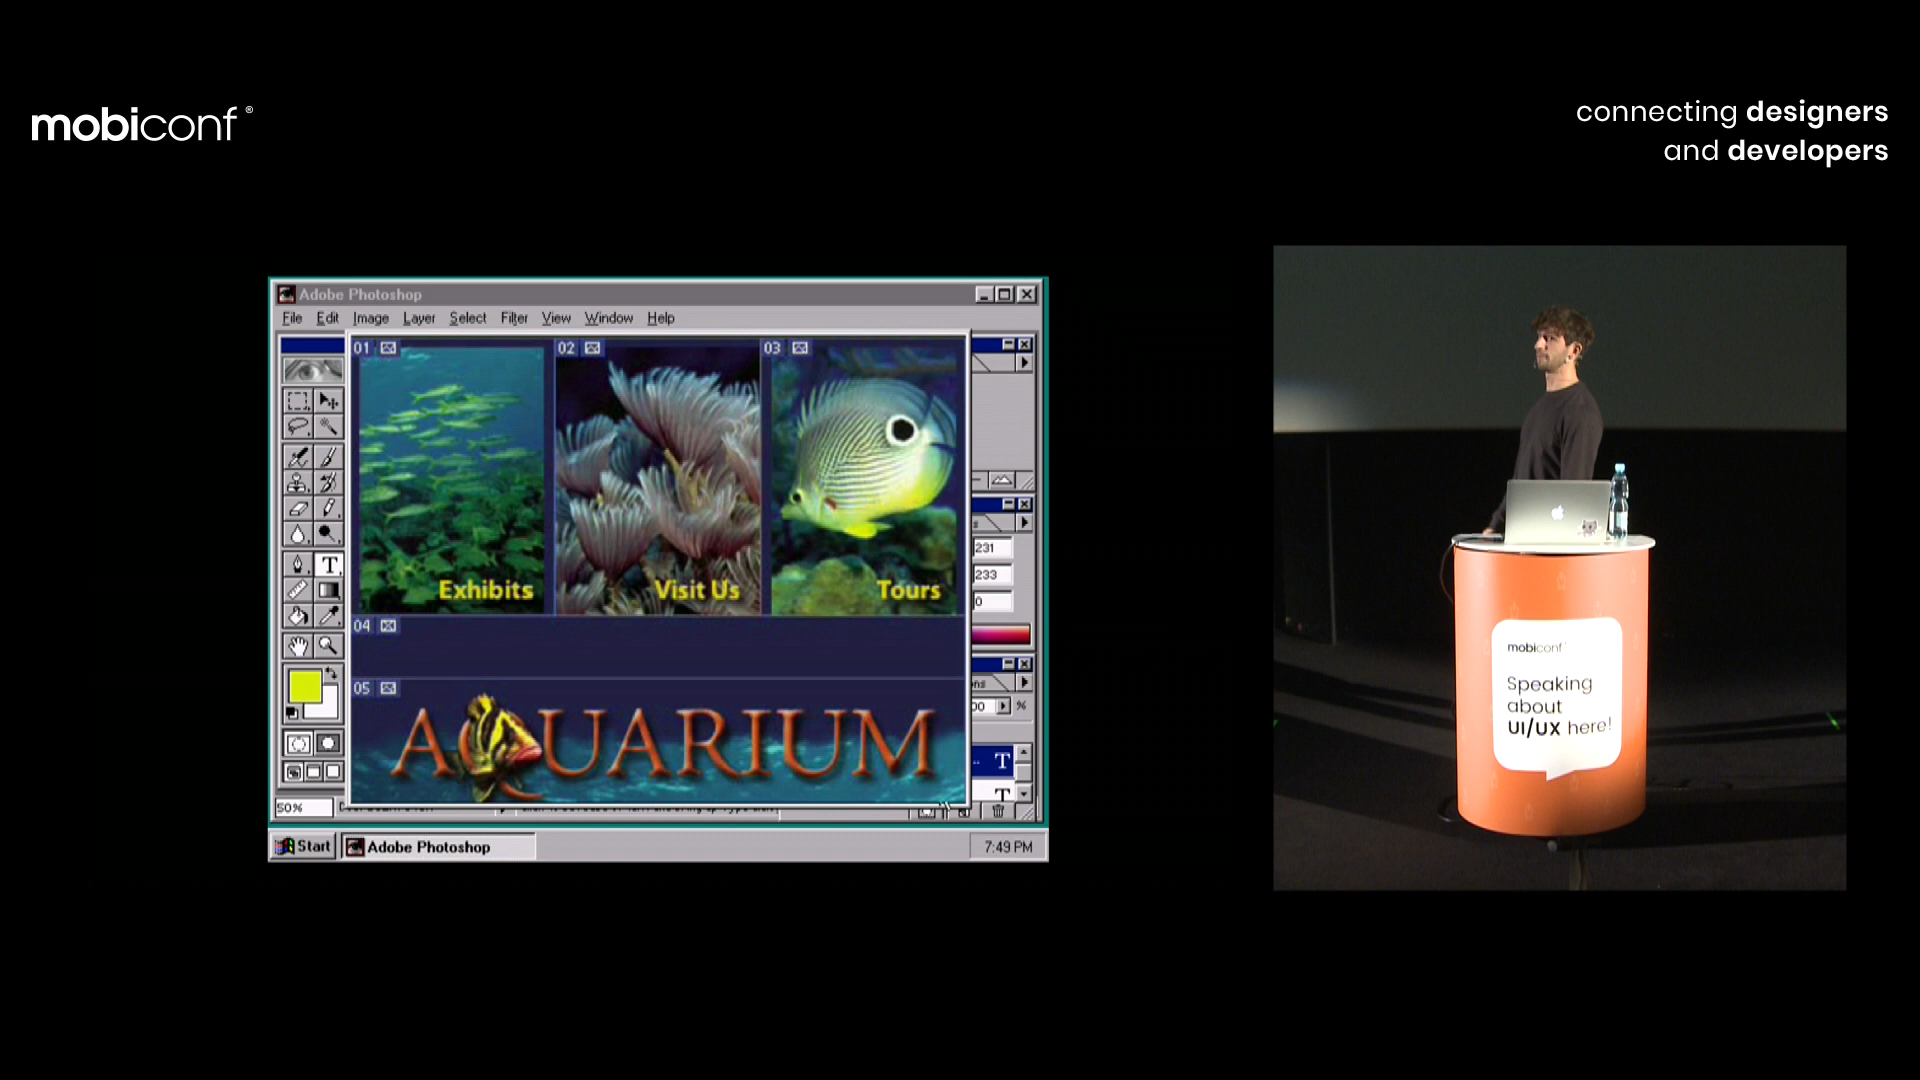 mobiconf®
connecting designers
and developers
Adobe Photoshop
File Edit Image Layer Select Filter View Window Help
01
02
03
Exhibits
Visit Us
Tours
231
233
0
04
05
AQUARIUM
%
T
T
T
50%
Start
Adobe Photoshop
7:49 PM
mobiconf
Speaking
about
UI/UX here!